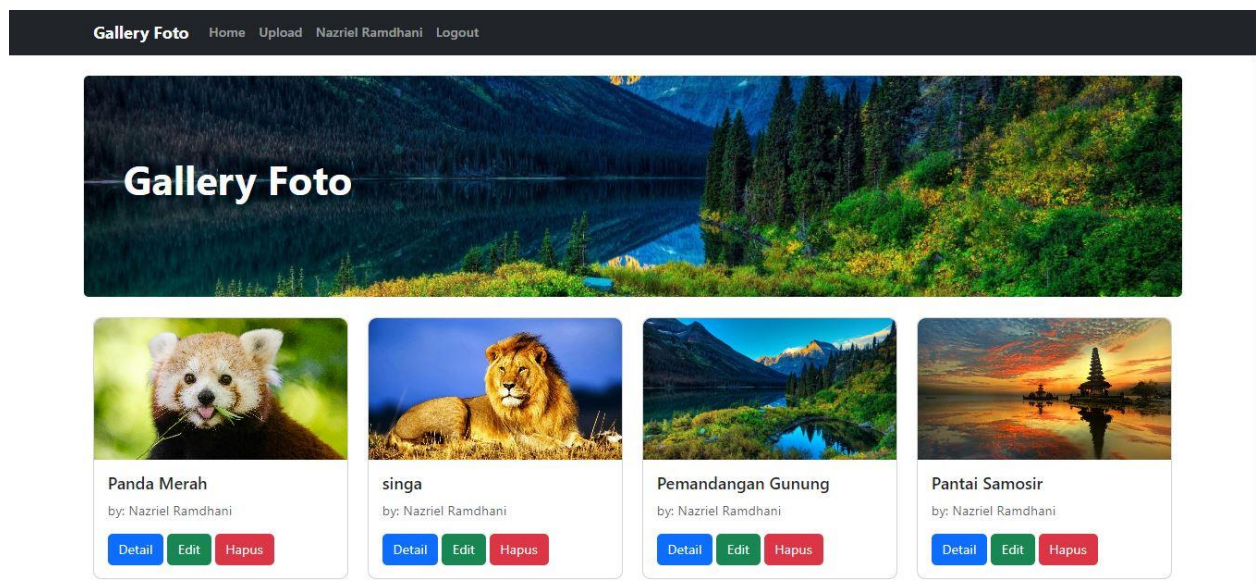 Gallery Foto Home Upload Nazriel Ramdhani Logout
Gallery Foto
Panda Merah
by: Nazriel Ramdhani
Detail Edit Hapus
singa
by: Nazriel Ramdhani
Detail Edit Hapus
Pemandangan Gunung
by: Nazriel Ramdhani
Detail Edit Hapus
Pantai Samosir
by: Nazriel Ramdhani
Detail Edit Hapus